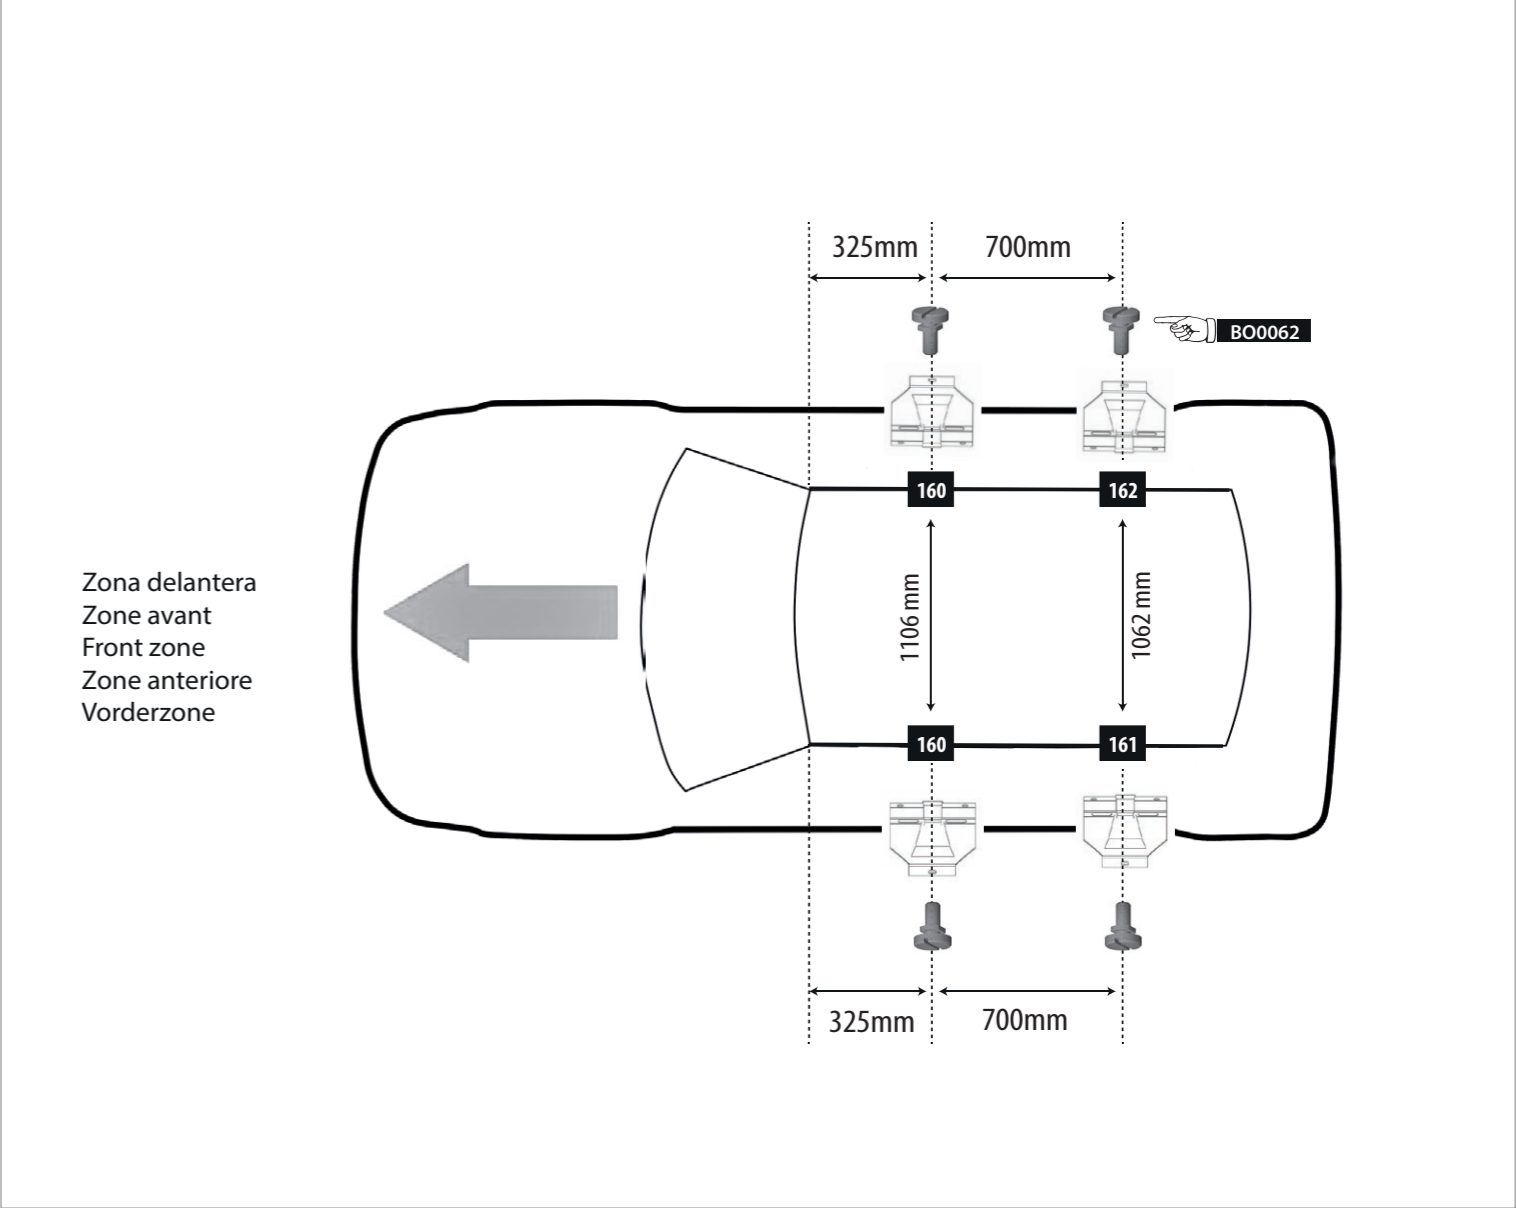 325mm
700mm
BO0062
160
162
1106 mm
1062 mm
Zona delantera
Zone avant
Front zone
Zone anteriore
Vorderzone
160
161
325mm
700mm